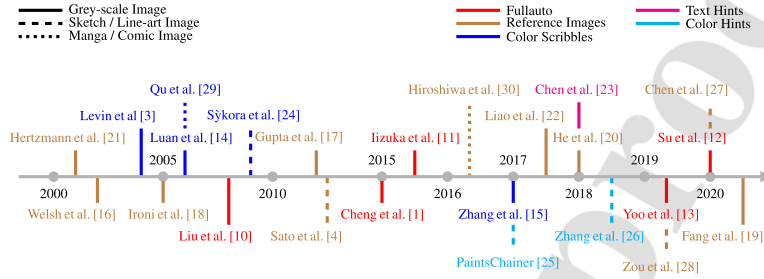 Grey-scale Image
Sketch / Line-art Image
Manga / Comic Image
Fullauto
Reference Images
Color Scribbles
Text Hints
Color Hints
Qu et al. [29]
Hiroshiwa et al. [30]
Chen et al. [23]
Chen et al. [27]
Levin et al [3]
Sỳkora et al. [24]
Liao et al. [22]
Hertzmann et al. [21]
Luan et al. [14]
Gupta et al. [17]
Iizuka et al. [11]
He et al. [20]
Su et al. [12]
2005 2015 2017 2019
2000 2010 2016 2018 2020
Welsh et al. [16]
Ironi et al. [18]
Cheng et al. [1]
Zhang et al. [15]
Yoo et al. [13]
Liu et al. [10]
Sato et al. [4]
Zhang et al. [26]
Fang et al. [19]
PaintsChainer [25]
Zou et al. [28]